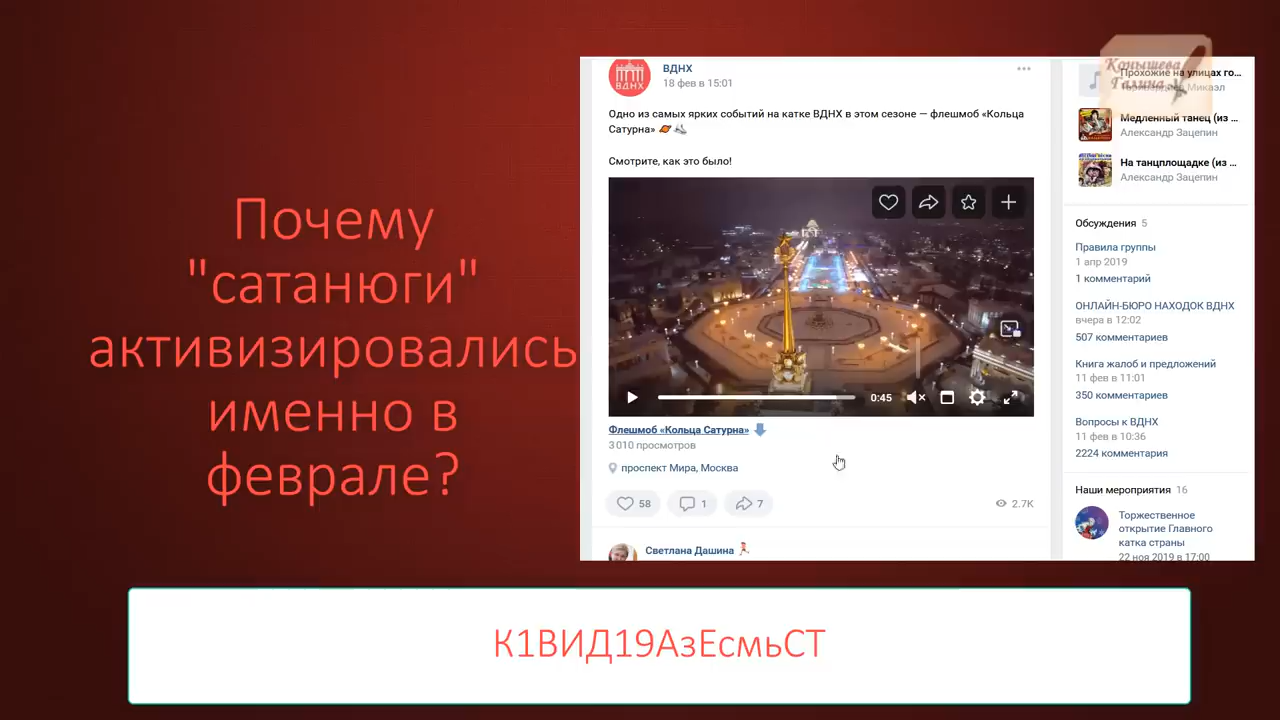 Почему
"сатанюги"
активизировались
именно в
феврале?
ВДНХ
ВДНХ
18 фев в 15:01
Одно из самых ярких событий на катке ВДНХ в этом сезоне — флешмоб «Кольца
Сатурна»
Смотрите, как это было!
0:45
Флешмоб «Кольца Сатурна»
3 010 просмотров
проспект Мира, Москва
58
1
7
2.7K
Светлана Дашина
Конышева
Галина
Прохожие на улицах го...
Микаэл
Медленный танец (из ...
Александр Зацепин
На танцплощадке (из ...
Александр Зацепин
Обсуждения 5
Правила группы
1 апр 2019
1 комментарий
ОНЛАЙН-БЮРО НАХОДОК ВДНХ
вчера в 12:02
507 комментариев
Книга жалоб и предложений
11 фев в 11:01
350 комментариев
Вопросы к ВДНХ
11 фев в 10:36
2224 комментария
Наши мероприятия 16
Торжественное
открытие Главного
катка страны
22 ноя 2019 в 17:00
К1ВИД19АзЕсмьСТ